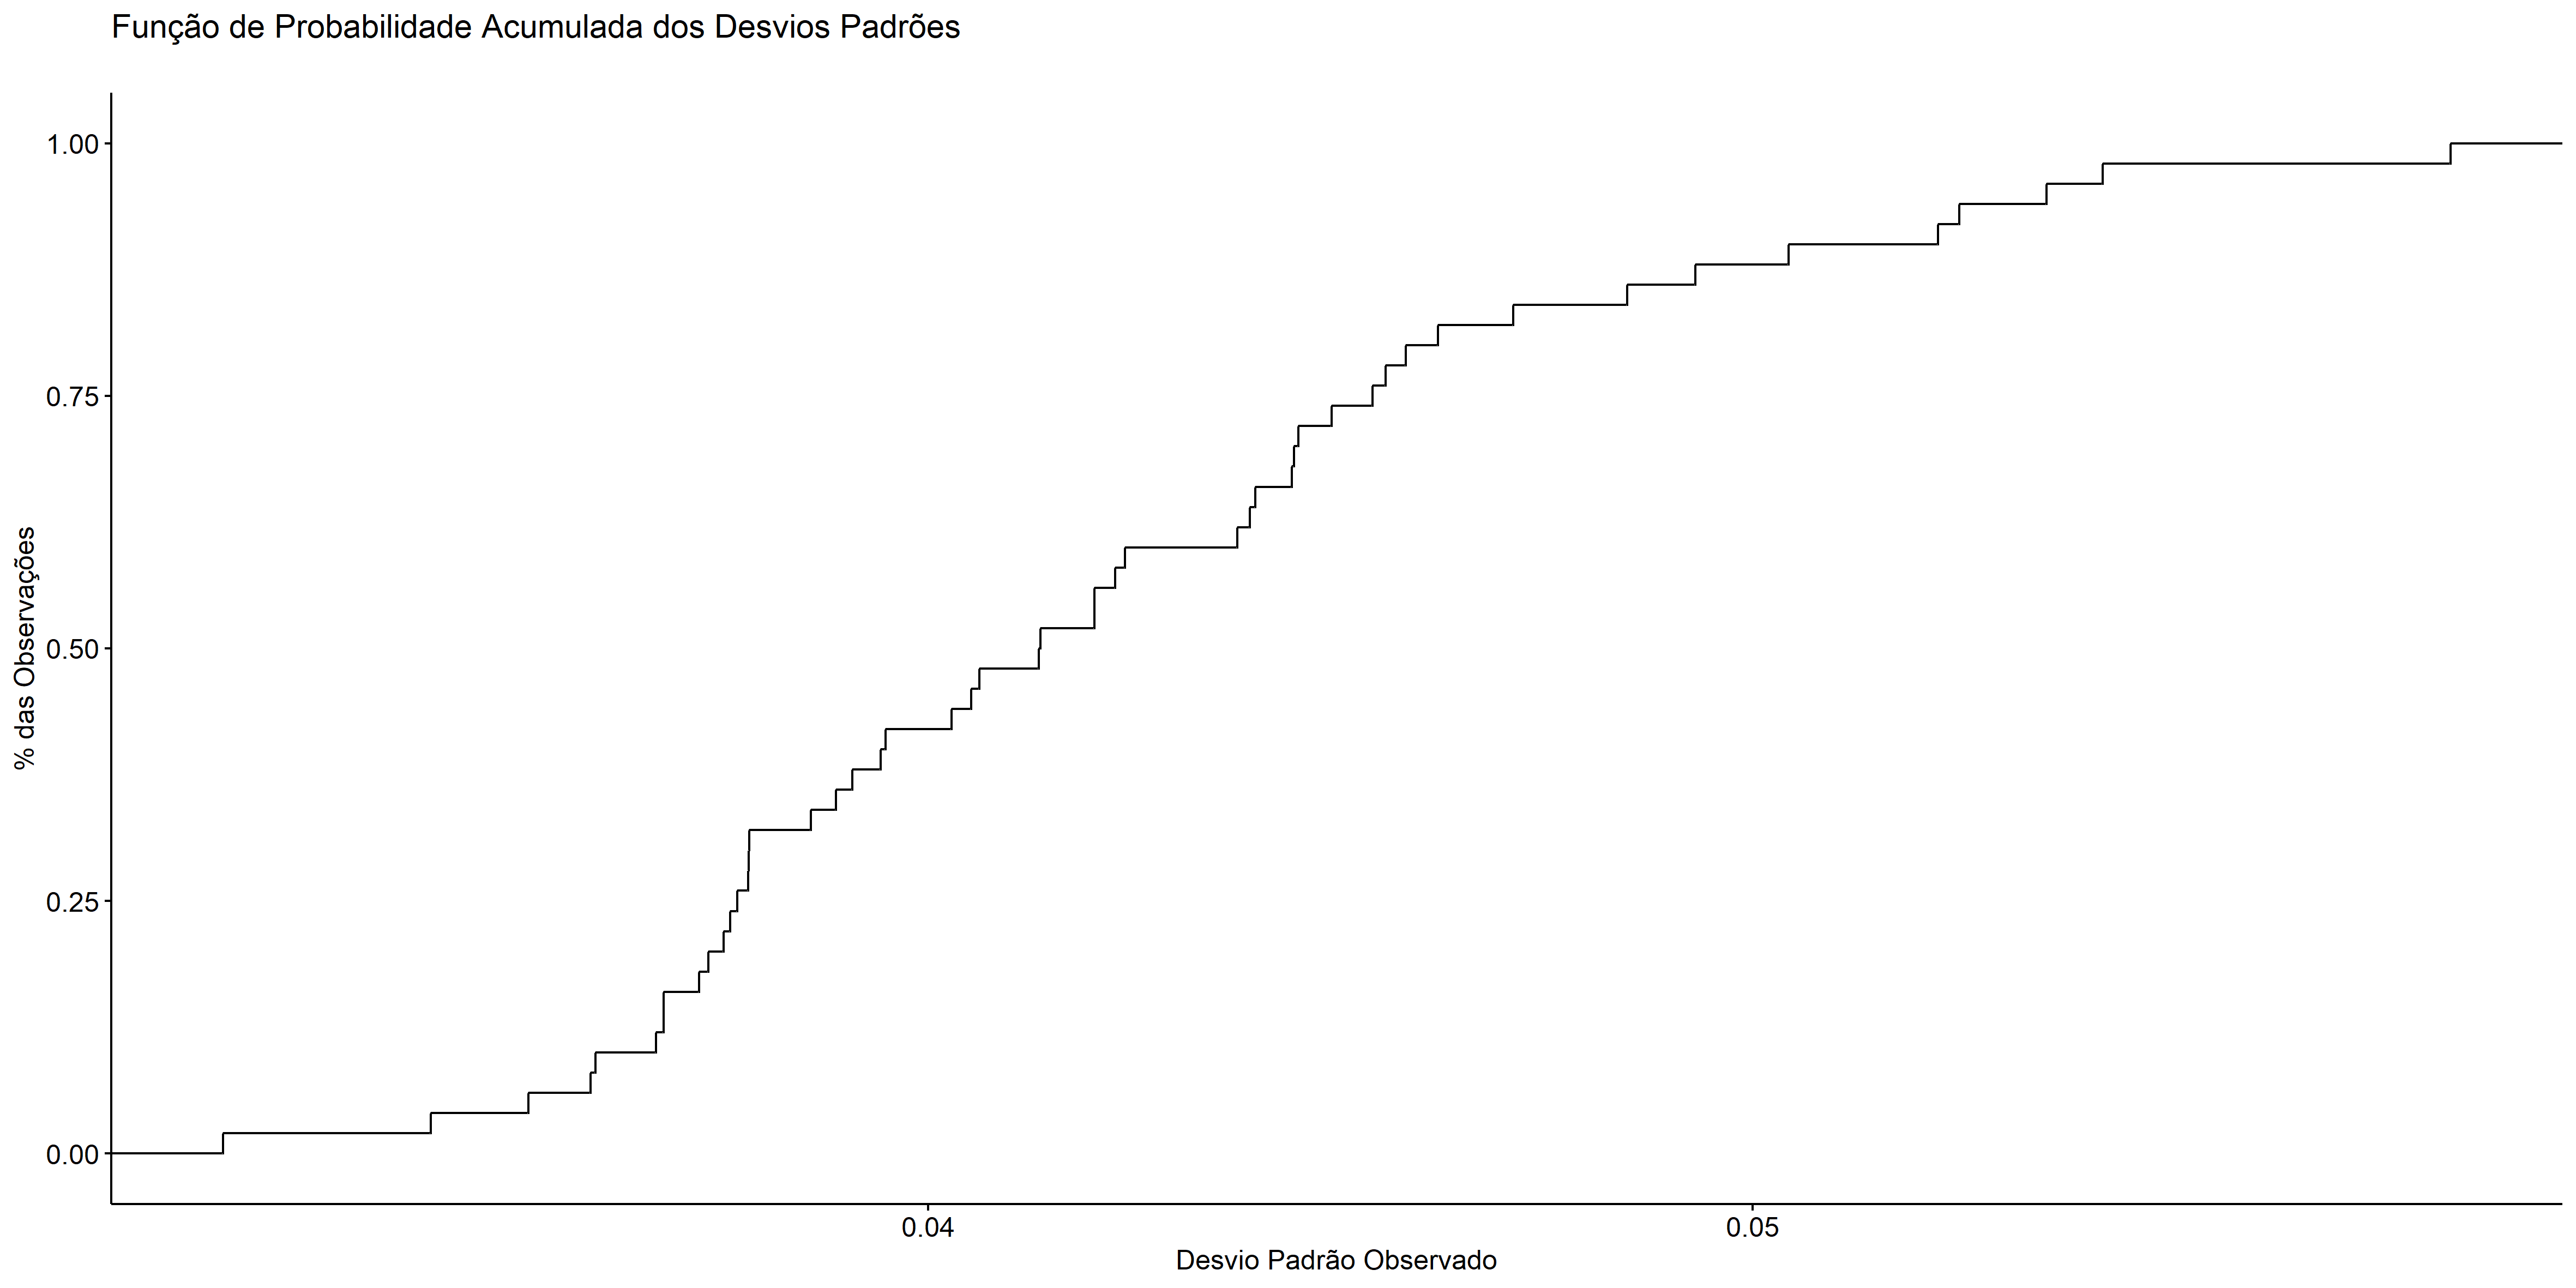 Função de Probabilidade Acumulada dos Desvios Padrões
1.00
0.75
0.50
0.25
0.00
% das Observações
0.04
0.05
Desvio Padrão Observado